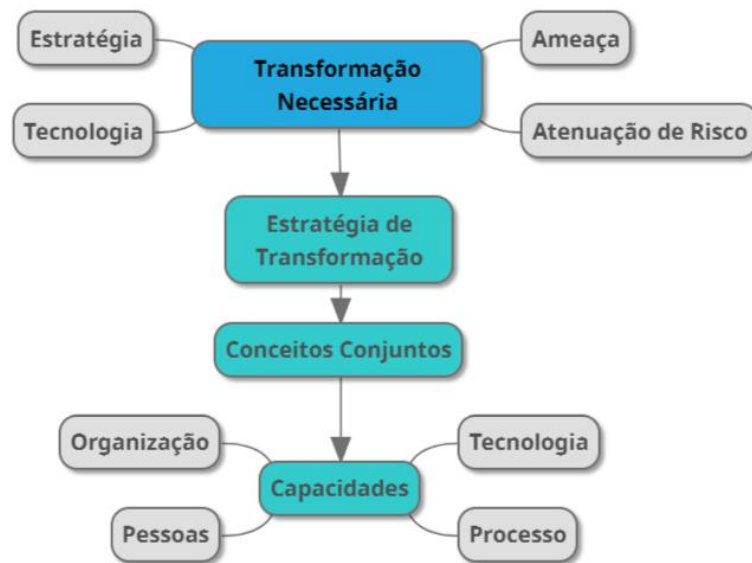 Estratégia
Ameaça
Transformação
Necessária
Tecnologia
Atenuação de Risco
Estratégia de
Transformação
Conceitos Conjuntos
Organização
Tecnologia
Capacidades
Pessoas
Processo